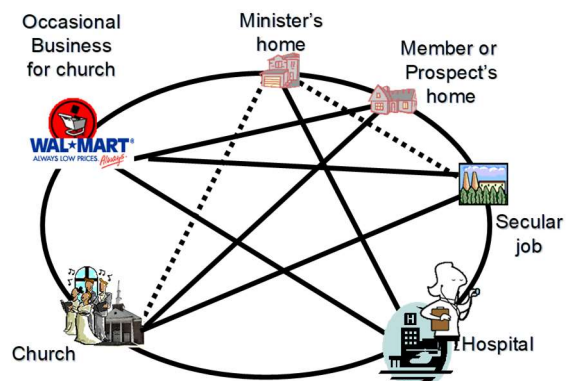 Occasional
Business
for church
Minister's
home
Member or
Prospect's
home
WAL★MART®
ALWAYS LOW PRICES. Always.
Secular
job
H
Hospital
Church